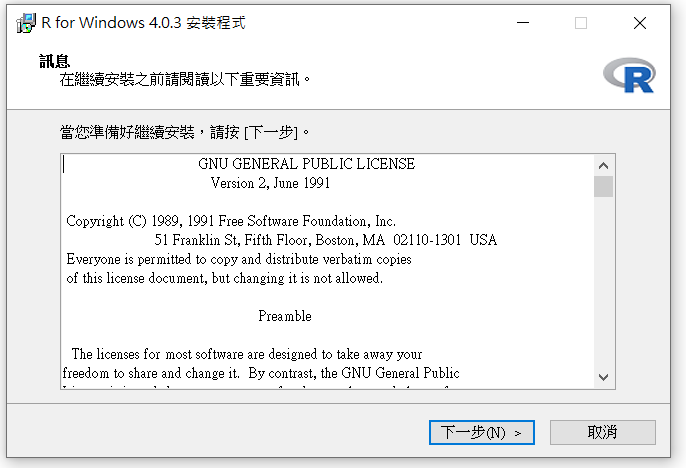 R for Windows 4.0.3 安裝程式
訊息
在繼續安裝之前請閱讀以下重要資訊。
R
當您準備好繼續安裝，請按 [下一步]。
GNU GENERAL PUBLIC LICENSE
Version 2, June 1991
Copyright (C) 1989, 1991 Free Software Foundation, Inc.
51 Franklin St, Fifth Floor, Boston, MA  02110-1301  USA
Everyone is permitted to copy and distribute verbatim copies
of this license document, but changing it is not allowed.
Preamble
The licenses for most software are designed to take away your
freedom to share and change it.  By contrast, the GNU General Public
下一步(N) >
取消